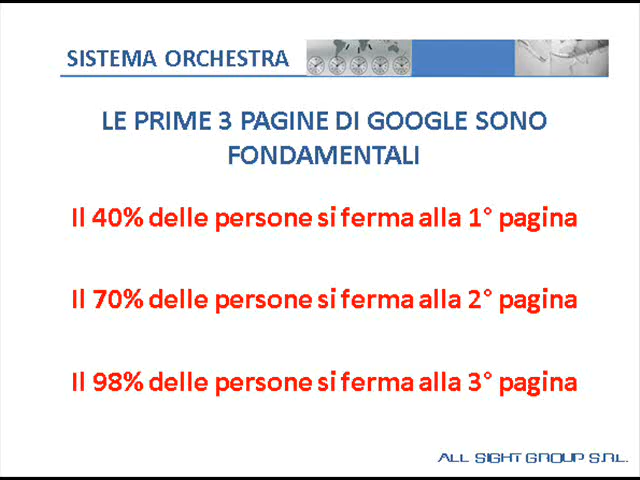 SISTEMA ORCHESTRA
LE PRIME 3 PAGINE DI GOOGLE SONO
FONDAMENTALI
Il 40% delle persone si ferma alla 1° pagina
Il 70% delle persone si ferma alla 2° pagina
Il 98% delle persone si ferma alla 3° pagina
ALL SIGHT GROUP S.R.L.